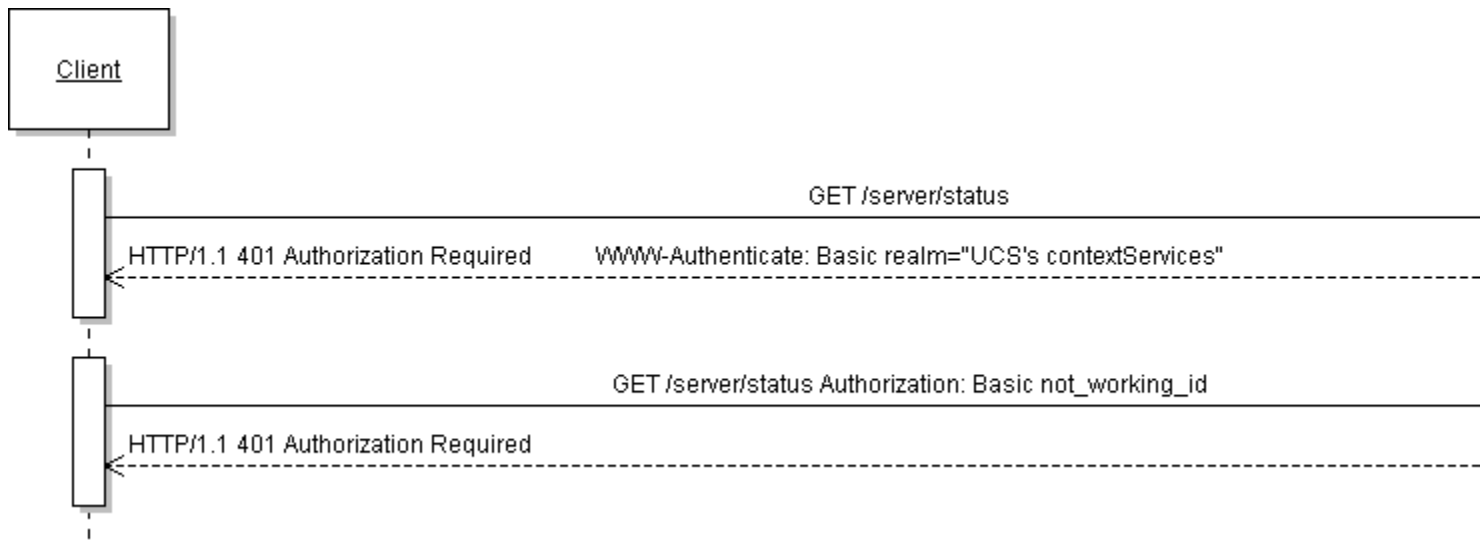 Client
GET /server/status
HTTP/1.1 401 Authorization Required WWW-Authenticate: Basic realm="UCS's contextServices"
GET /server/status Authorization: Basic not_working_id
HTTP/1.1 401 Authorization Required